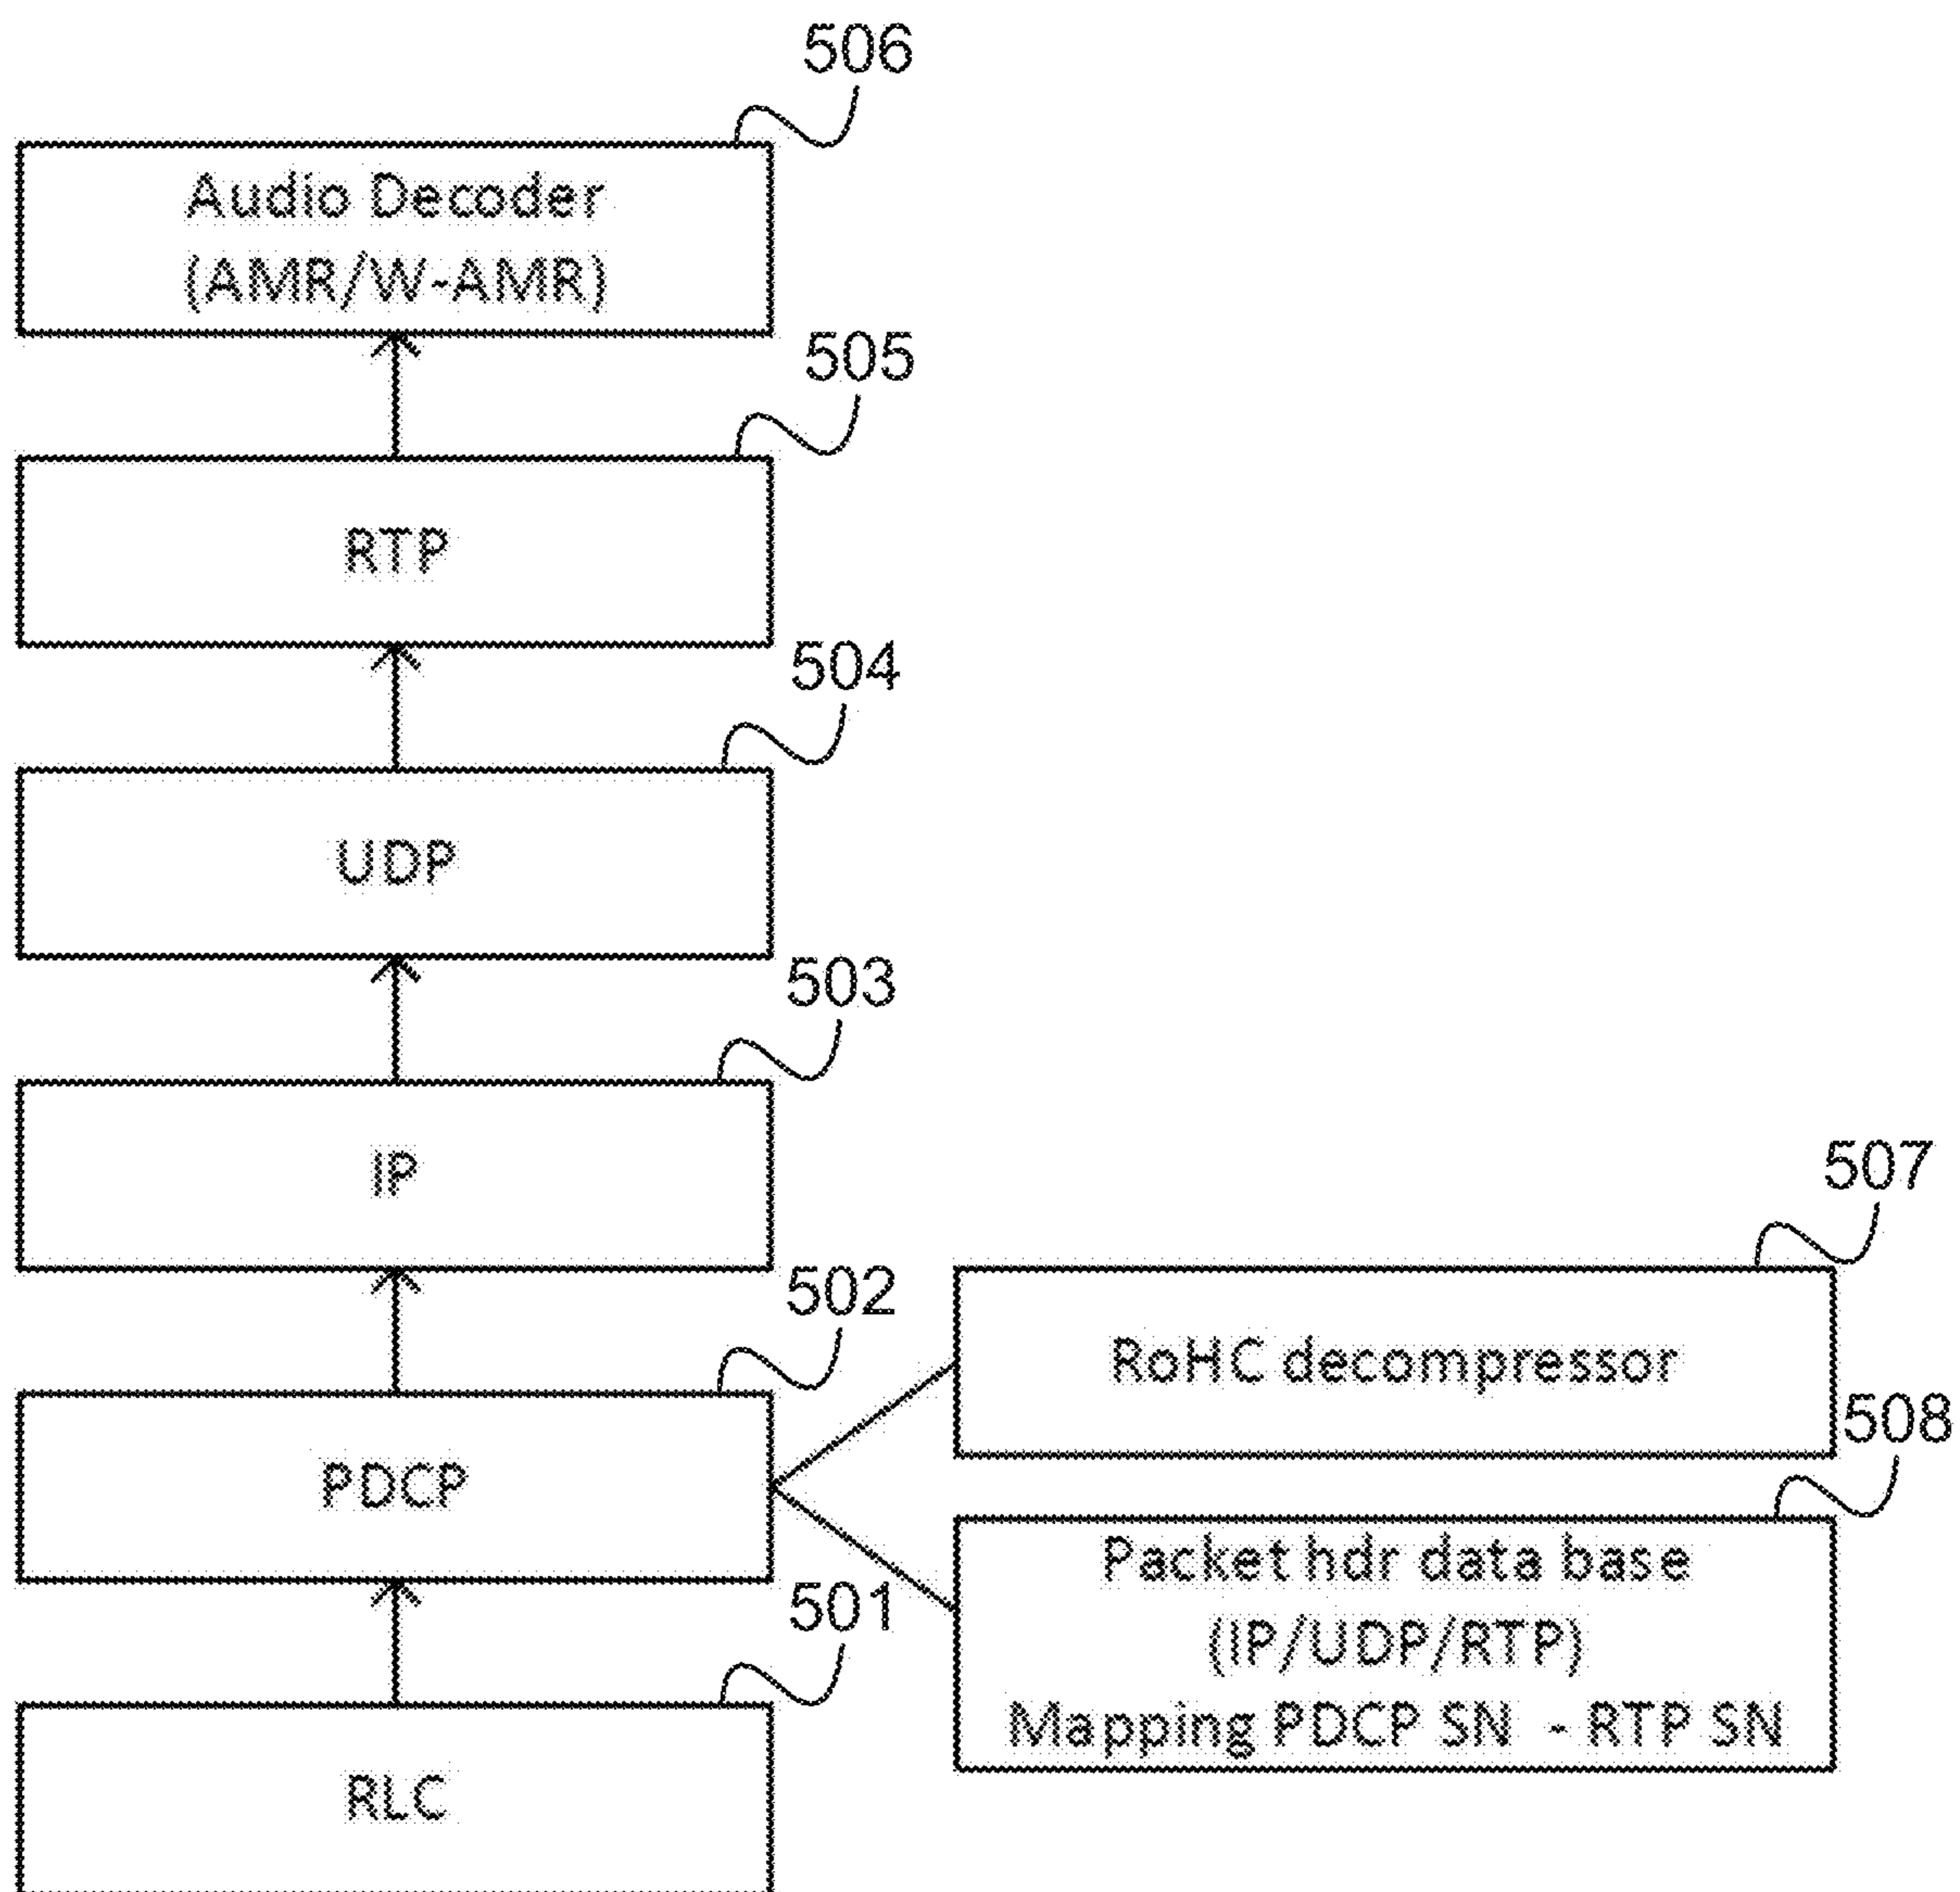 506
Audio Decoder
(AMR/W-AMR)
505
RTP
504
UDP
503
IP
507
502
RoHC decompressor
508
PDCP
Packet hdr data base
(IP/UDP/RTP)
Mapping PDCP SN - RTP SN
501
RLC